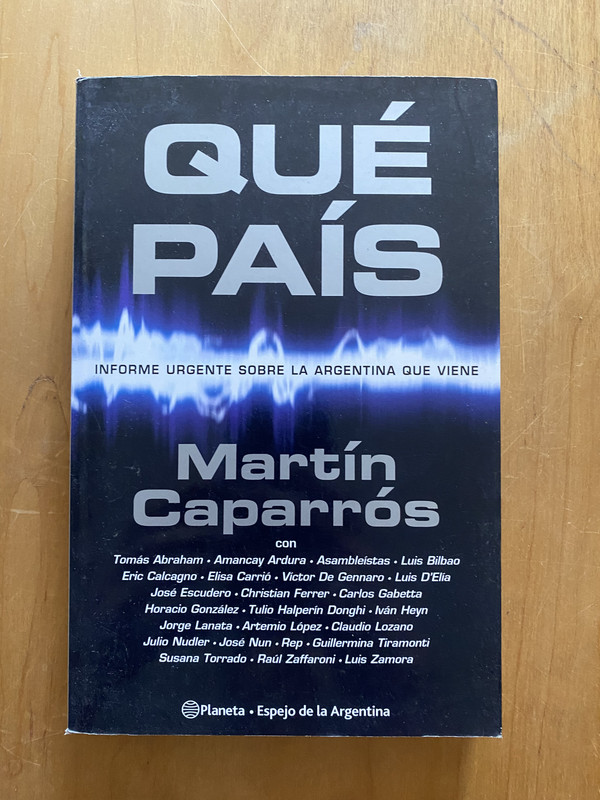 QUÉ
PAÍS
INFORME URGENTE SOBRE LA ARGENTINA QUE VIENE
Martín
Caparrós
con
Tomás Abraham • Amancay Ardura • Asambleístas • Luis Bilbao
Eric Calcagno • Elisa Carrió • Víctor De Gennaro • Luis D'Elía
José Escudero • Christian Ferrer • Carlos Gabetta
Horacio González • Tulio Halperín Donghi • Iván Heyn
Jorge Lanata • Artemio López • Claudio Lozano
Julio Nudler • José Nun • Rep • Guillermina Tiramonti
Susana Torrado • Raúl Zaffaroni • Luis Zamora
Planeta • Espejo de la Argentina